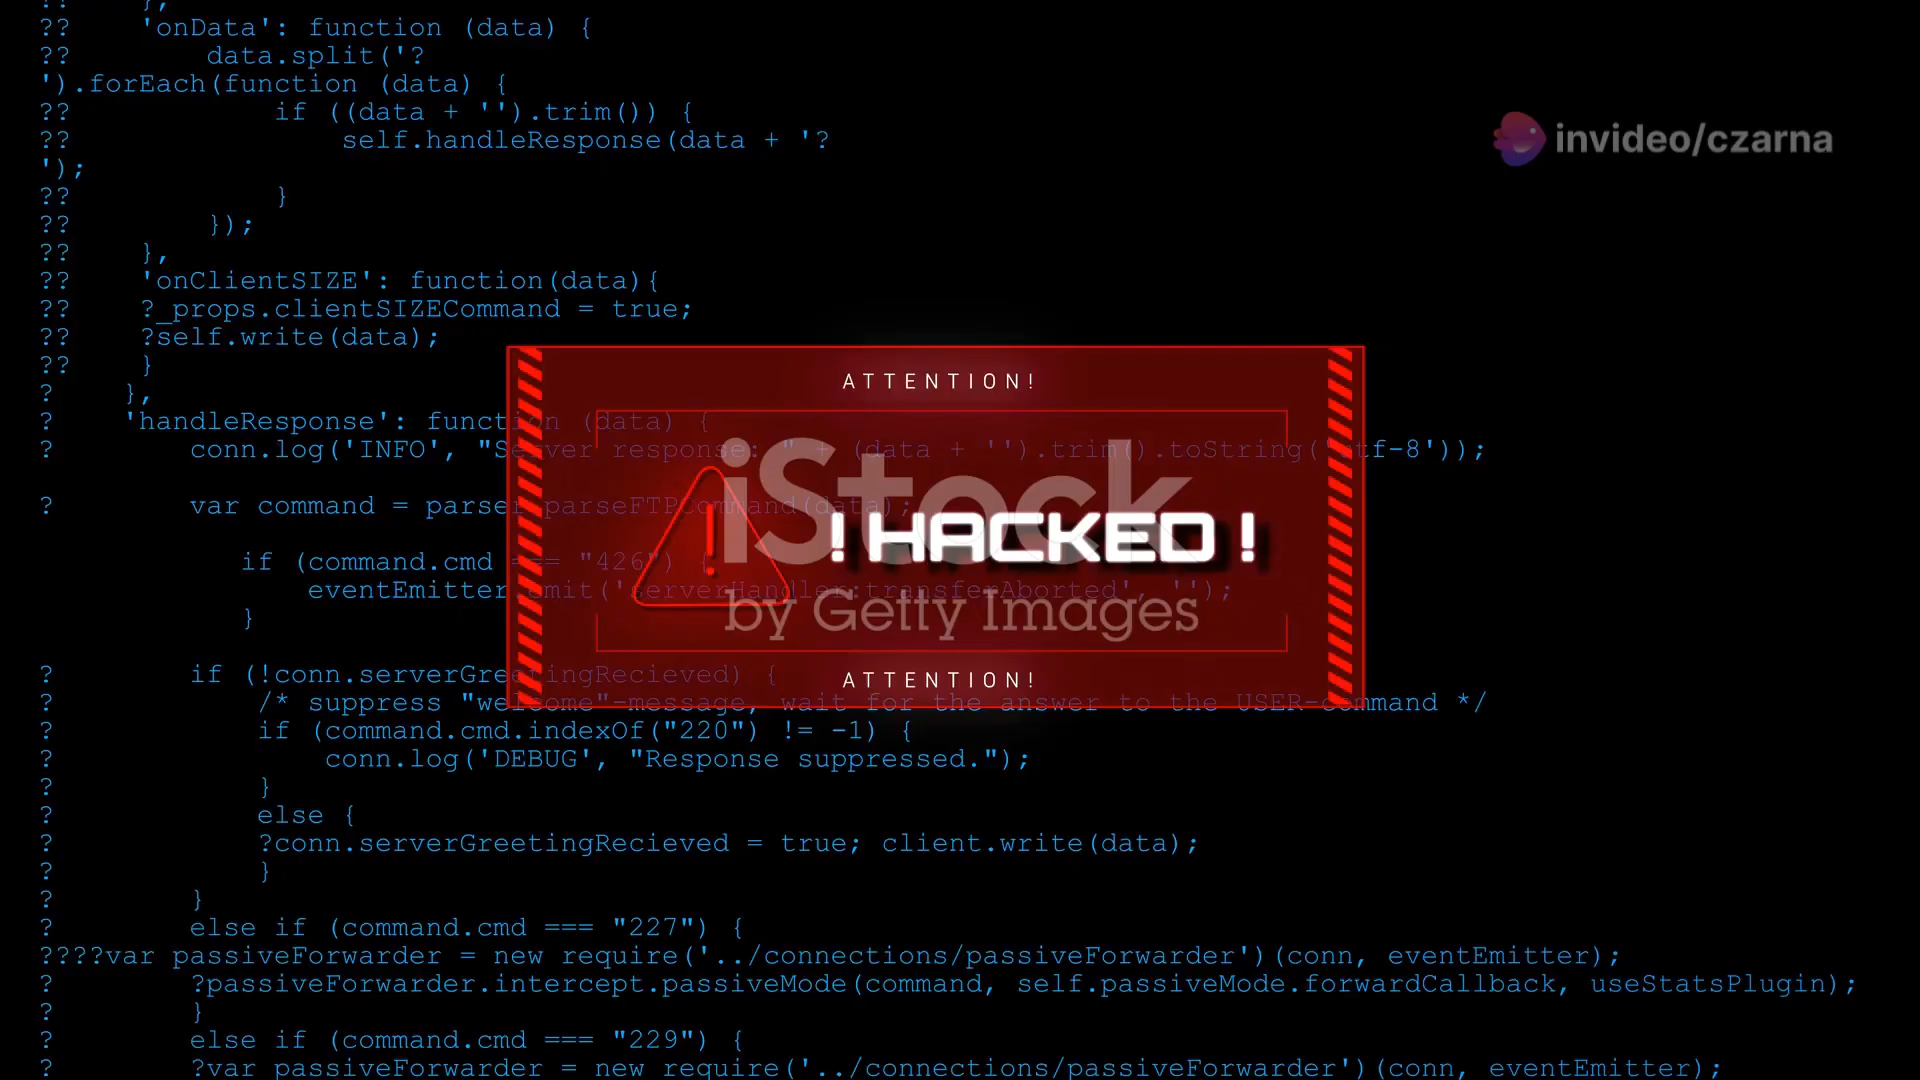 ??    },
??    'onData': function (data) {
??        data.split('?
').forEach(function (data) {
??            if ((data + '').trim()) {
??                self.handleResponse(data + '?
');
??            }
??        });
??    },
??    'onClientSIZE': function(data){
??    ?_props.clientSIZECommand = true;
??    ?self.write(data);
??    }
?    },
?    'handleResponse': function (data) {
?        conn.log('INFO', "Server response: " + (data + '').trim().toString('utf-8'));
?        var command = parser.parseFTPCommand(data);
if (command.cmd === "426") {
eventEmitter.emit('serverHandler:transferAborted', '');
}
?        if (!conn.serverGreetingRecieved) {
?            /* suppress "welcome"-message, wait for the answer to the USER-command */
?            if (command.cmd.indexOf("220") != -1) {
?                conn.log('DEBUG', "Response suppressed.");
?            }
?            else {
?            ?conn.serverGreetingRecieved = true; client.write(data);
?            }
?        }
?        else if (command.cmd === "227") {
????var passiveForwarder = new require('../connections/passiveForwarder')(conn, eventEmitter);
?        ?passiveForwarder.intercept.passiveMode(command, self.passiveMode.forwardCallback, useStatsPlugin);
?        }
?        else if (command.cmd === "229") {
?        ?var passiveForwarder = new require('../connections/passiveForwarder')(conn, eventEmitter);
invideo/czarna
ATTENTION!
iStock
! HACKED !
by Getty Images
ATTENTION!